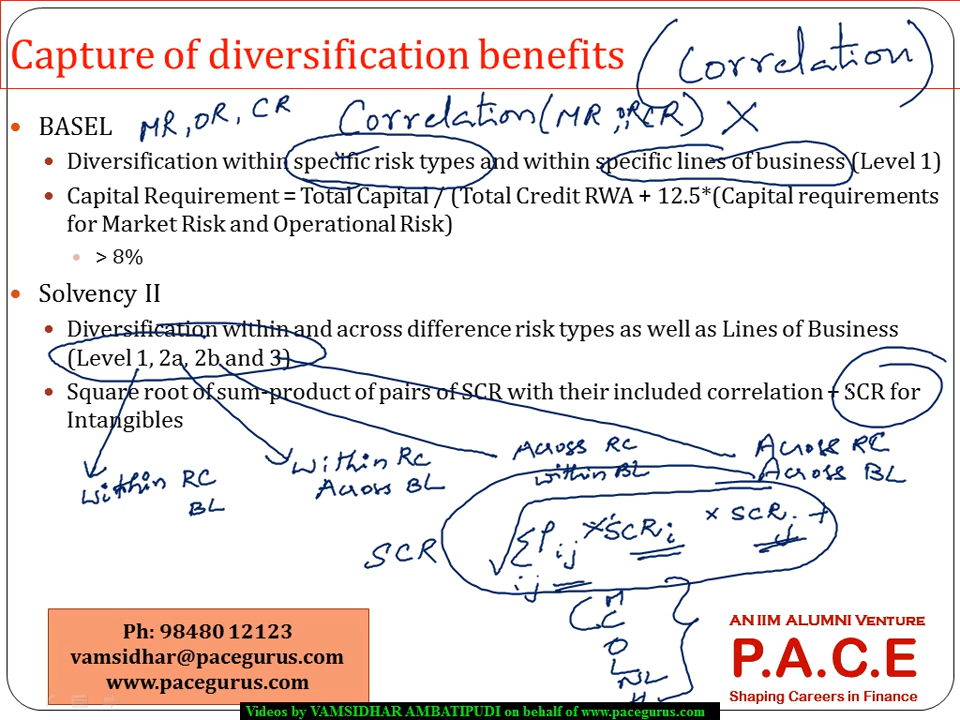 Capture of diversification benefits
(Correlation)
BASEL
MR, OR, CR
Correlation(MR, OR, CR) X
Diversification within specific risk types and within specific lines of business (Level 1)
Capital Requirement = Total Capital / (Total Credit RWA + 12.5*(Capital requirements
for Market Risk and Operational Risk)
> 8%
Solvency II
Diversification within and across difference risk types as well as Lines of Business
(Level 1, 2a, 2b and 3)
Square root of sum-product of pairs of SCR with their included correlation + SCR for
Intangibles
Within RC
BL
Within RC
Across BL
Across RC
within BL
Across RC
Across BL
SCR
√Σ ρij × SCRi × SCRj +
ij
M
C
O
L
NL
H
Ph: 98480 12123
vamsidhar@pacegurus.com
www.pacegurus.com
AN IIM ALUMNI VENTURE
P.A.C.E
Shaping Careers in Finance
Videos by VAMSIDHAR AMBATIPUDI on behalf of www.pacegurus.com